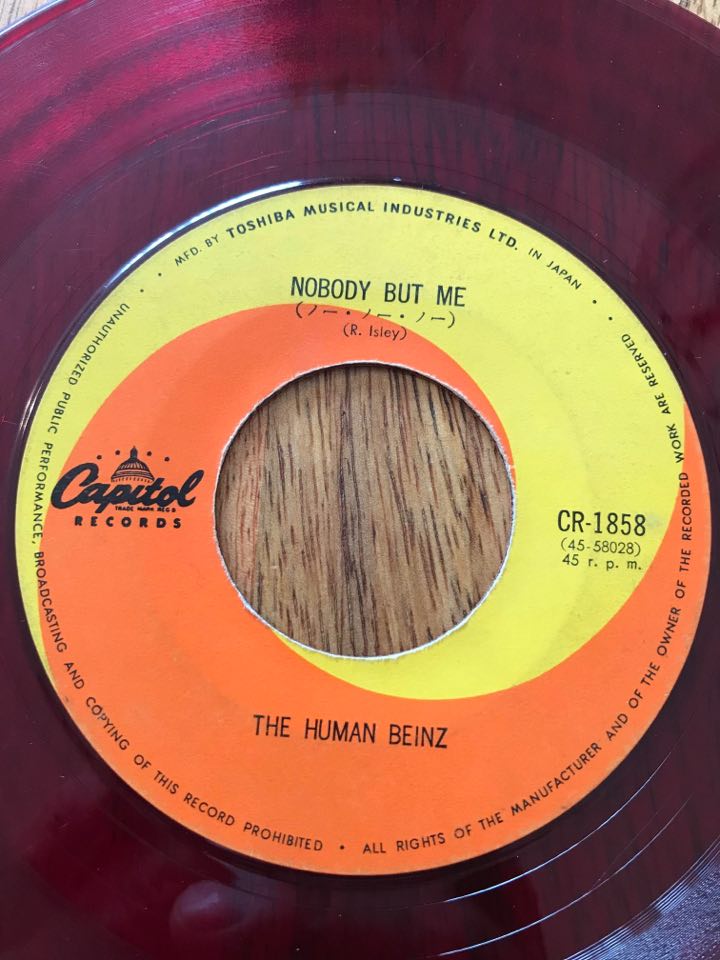 MFD. BY TOSHIBA MUSICAL INDUSTRIES LTD. IN JAPAN
NOBODY BUT ME
(ノー・ノー・ノー)
(R. Isley)
Capitol
TRADE MARK REG'D
RECORDS
CR-1858
(45-58028)
45 r. p. m.
THE HUMAN BEINZ
UNAUTHORIZED PUBLIC PERFORMANCE, BROADCASTING AND COPYING OF THIS RECORD PROHIBITED • ALL RIGHTS OF THE MANUFACTURER AND OF THE OWNER OF THE RECORDED WORK ARE RESERVED